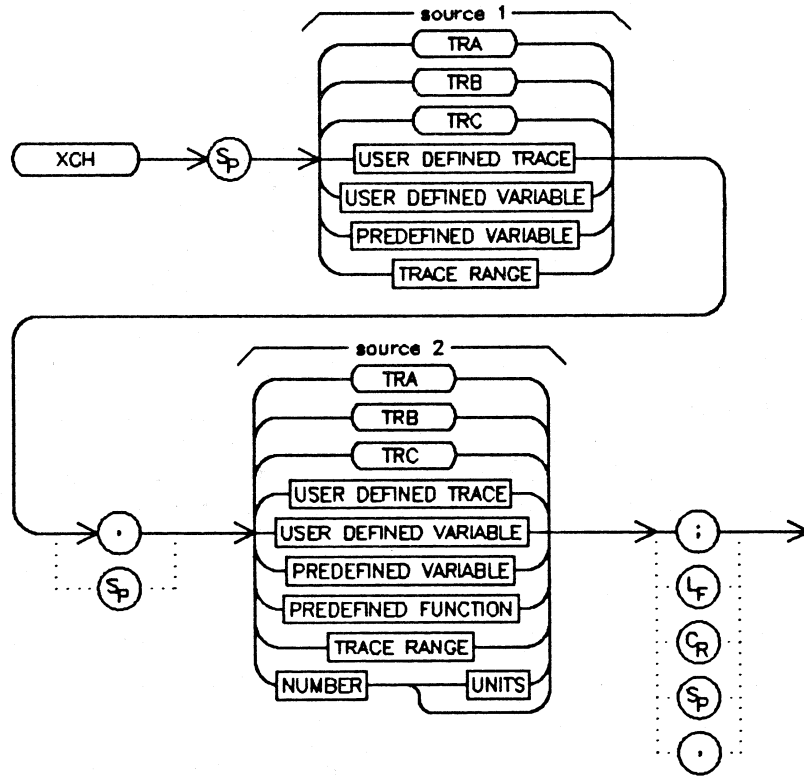 source 1
TRA
TRB
TRC
XCH SP USER DEFINED TRACE
USER DEFINED VARIABLE
PREDEFINED VARIABLE
TRACE RANGE
source 2
TRA
TRB
TRC
USER DEFINED TRACE
, USER DEFINED VARIABLE ;
SP PREDEFINED VARIABLE LF
PREDEFINED FUNCTION
TRACE RANGE CR
NUMBER UNITS SP
,